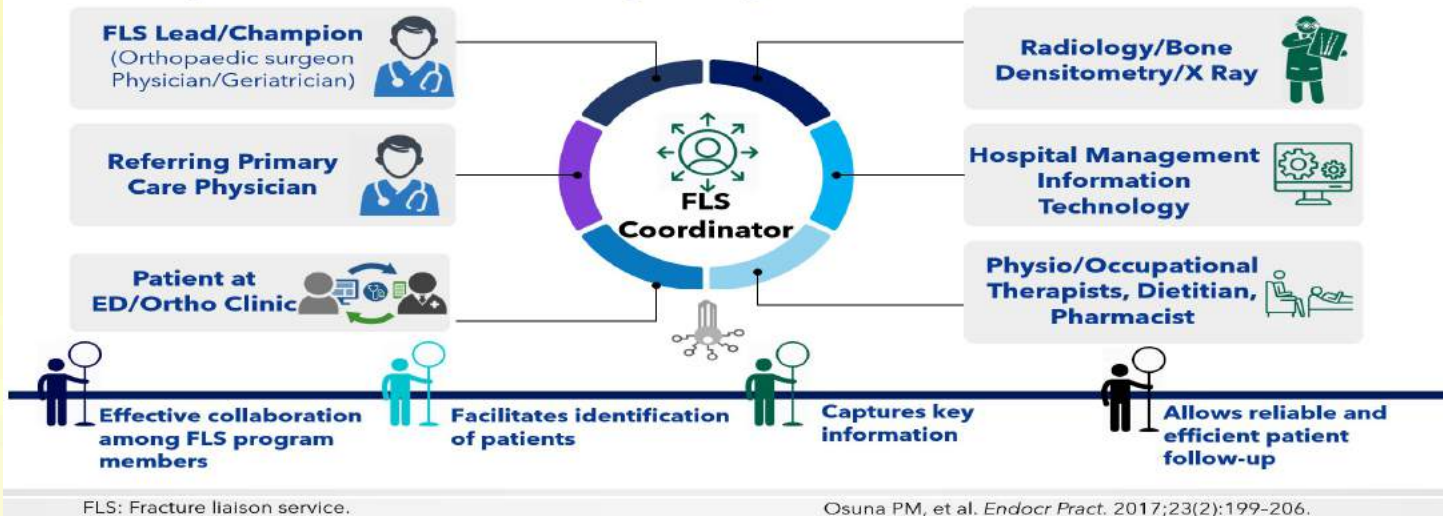 FLS Lead/Champion
(Orthopaedic surgeon
Physician/Geriatrician)
Referring Primary
Care Physician
Patient at
ED/Ortho Clinic
FLS
Coordinator
Radiology/Bone
Densitometry/X Ray
Hospital Management
Information
Technology
Physio/Occupational
Therapists, Dietitian,
Pharmacist
Effective collaboration
among FLS program
members
Facilitates identification
of patients
Captures key
information
Allows reliable and
efficient patient
follow-up
FLS: Fracture liaison service.
Osuna PM, et al. Endocr Pract. 2017;23(2):199-206.